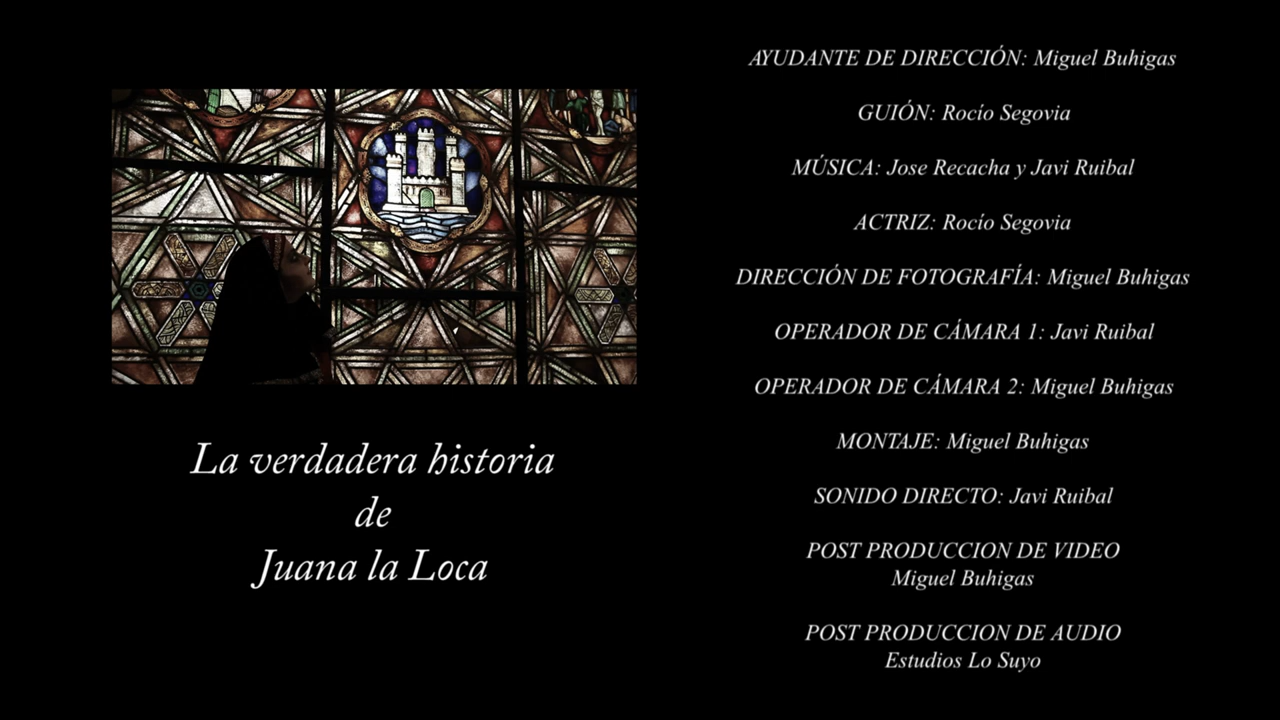 La verdadera historia
de
Juana la Loca
AYUDANTE DE DIRECCIÓN: Miguel Buhigas
GUIÓN: Rocío Segovia
MÚSICA: Jose Recacha y Javi Ruibal
ACTRIZ: Rocío Segovia
DIRECCIÓN DE FOTOGRAFÍA: Miguel Buhigas
OPERADOR DE CÁMARA 1: Javi Ruibal
OPERADOR DE CÁMARA 2: Miguel Buhigas
MONTAJE: Miguel Buhigas
SONIDO DIRECTO: Javi Ruibal
POST PRODUCCION DE VIDEO
Miguel Buhigas
POST PRODUCCION DE AUDIO
Estudios Lo Suyo